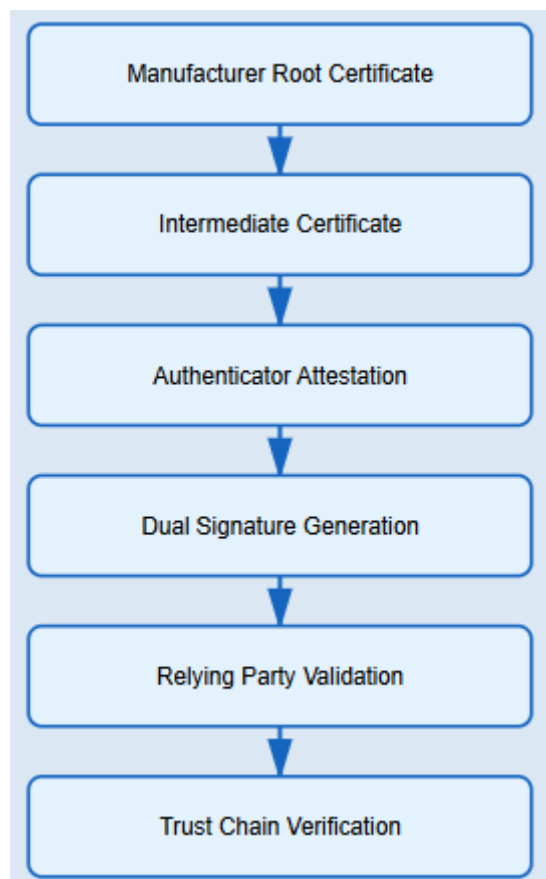 Manufacturer Root Certificate
Intermediate Certificate
Authenticator Attestation
Dual Signature Generation
Relying Party Validation
Trust Chain Verification